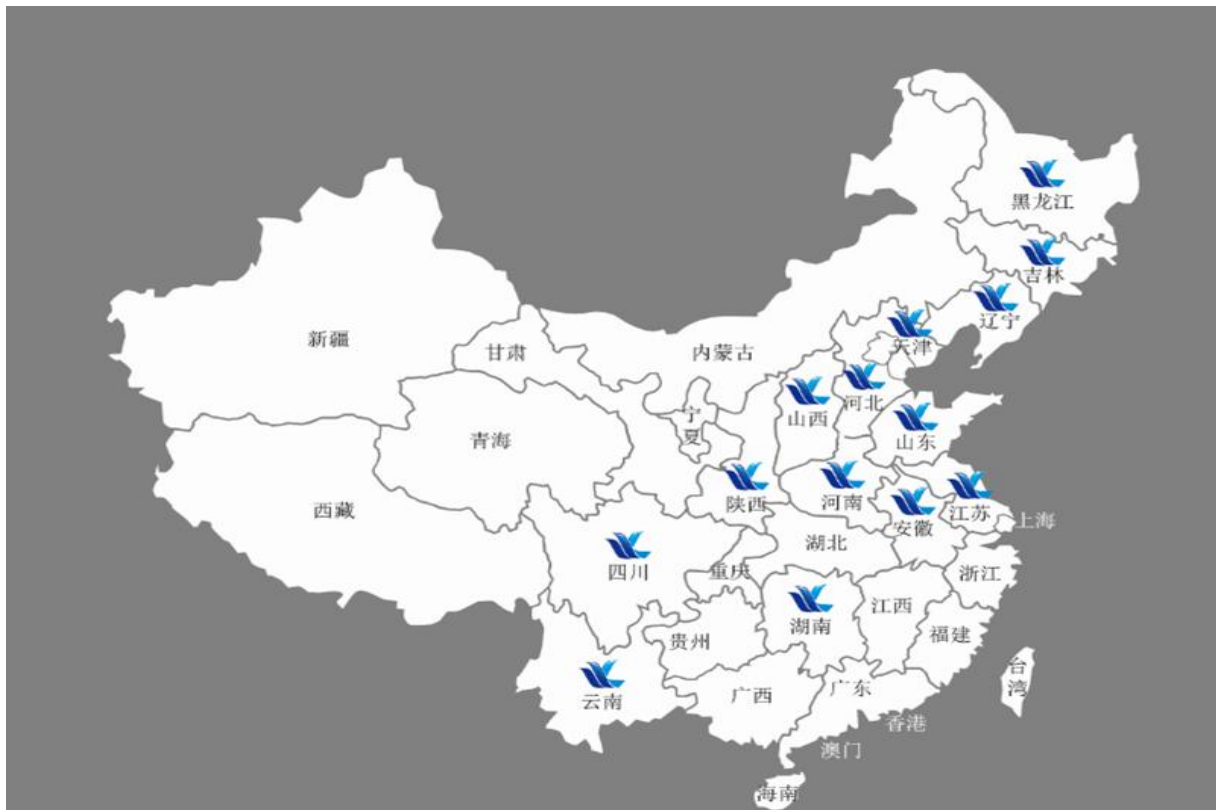 黑龙江
吉林
辽宁
新疆
甘肃
内蒙古
天津
山西
河北
宁夏
山东
青海
陕西
河南
江苏
西藏
安徽
上海
湖北
四川
重庆
浙江
江西
湖南
福建
贵州
台湾
云南
广西
广东
香港
澳门
海南